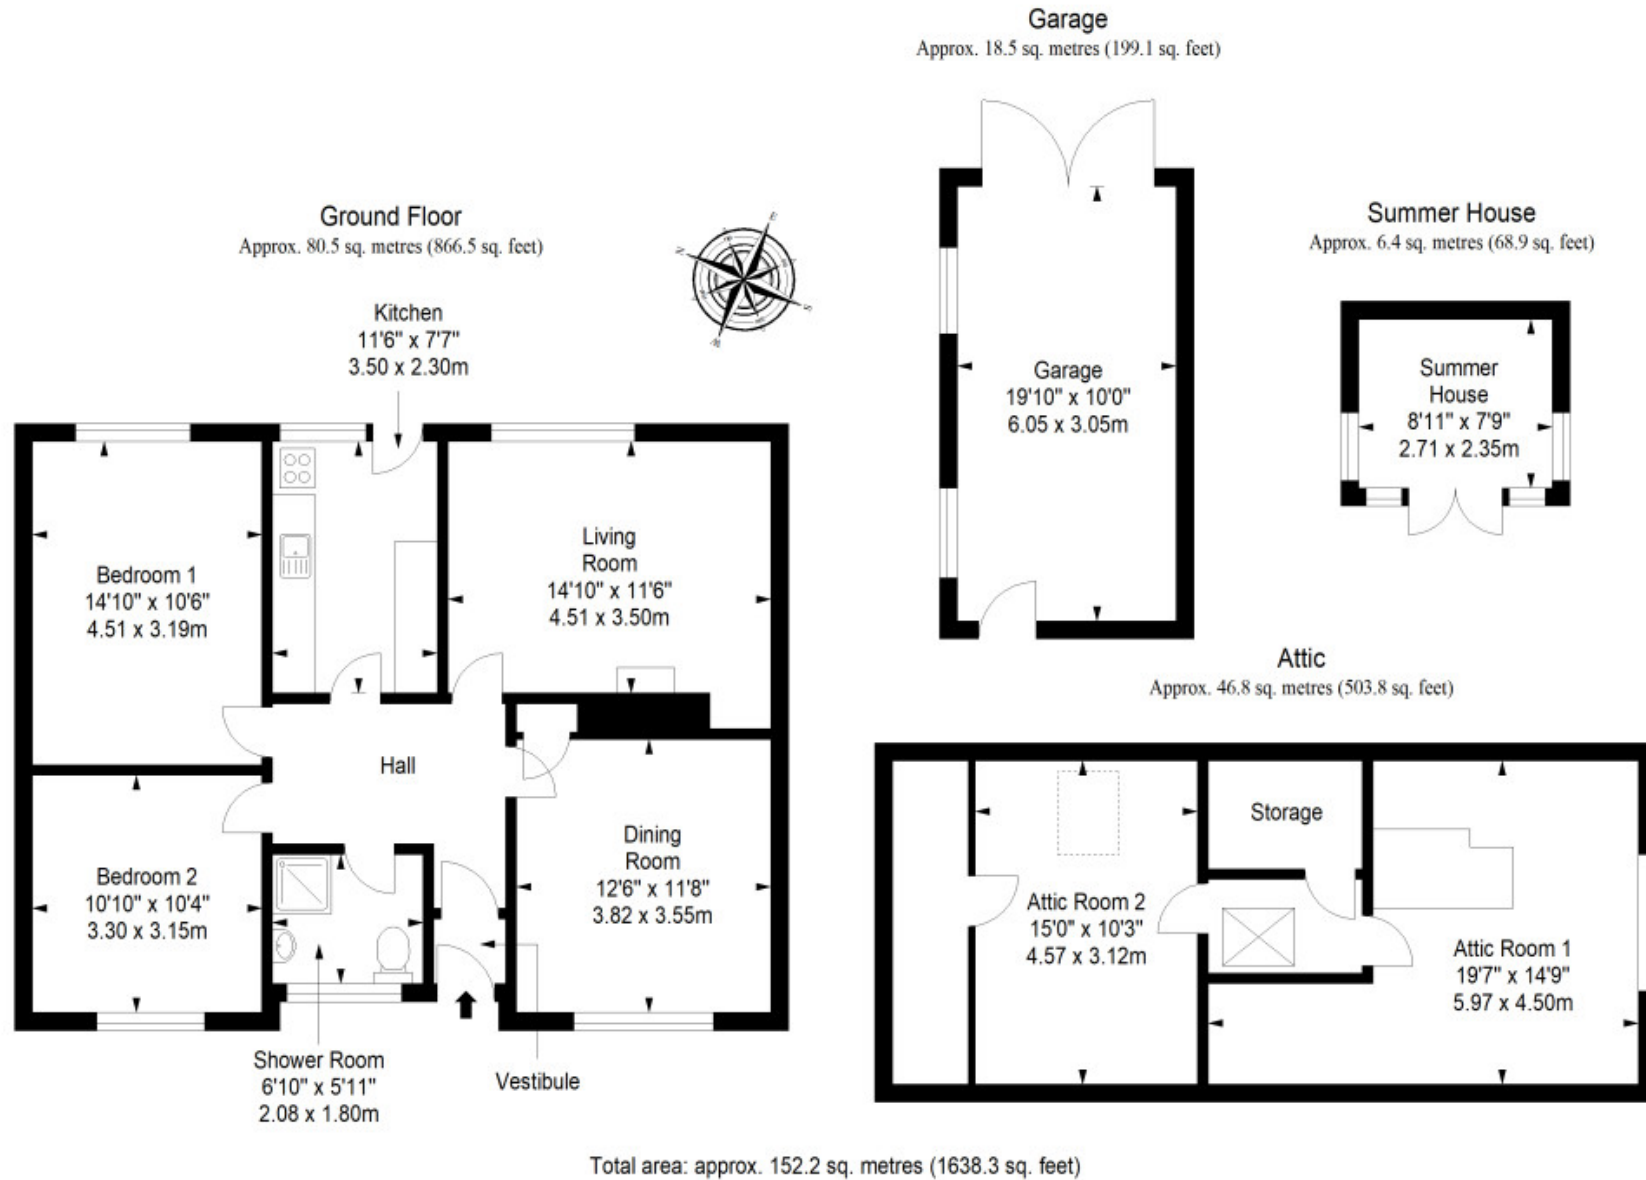 Garage
Approx. 18.5 sq. metres (199.1 sq. feet)
Ground Floor
Approx. 80.5 sq. metres (866.5 sq. feet)
E
N
S
W
Summer House
Approx. 6.4 sq. metres (68.9 sq. feet)
Kitchen
11'6" x 7'7"
3.50 x 2.30m
Garage
19'10" x 10'0"
6.05 x 3.05m
Summer
House
8'11" x 7'9"
2.71 x 2.35m
Bedroom 1
14'10" x 10'6"
4.51 x 3.19m
Living
Room
14'10" x 11'6"
4.51 x 3.50m
Attic
Approx. 46.8 sq. metres (503.8 sq. feet)
Hall
Bedroom 2
10'10" x 10'4"
3.30 x 3.15m
Dining
Room
12'6" x 11'8"
3.82 x 3.55m
Storage
Attic Room 2
15'0" x 10'3"
4.57 x 3.12m
Attic Room 1
19'7" x 14'9"
5.97 x 4.50m
Shower Room
6'10" x 5'11"
2.08 x 1.80m
Vestibule
Total area: approx. 152.2 sq. metres (1638.3 sq. feet)